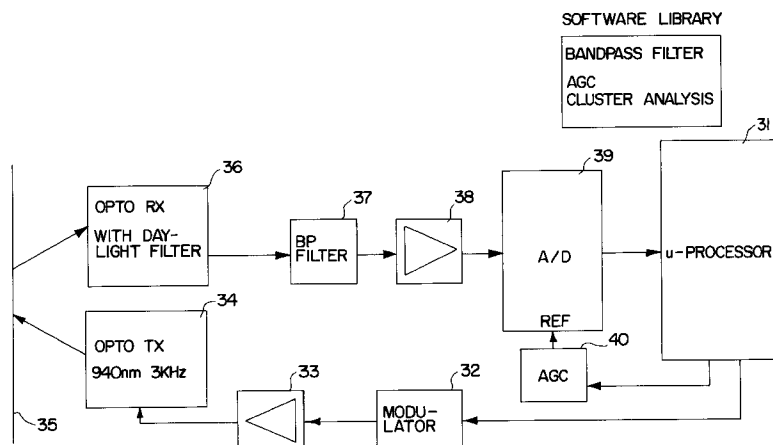 SOFTWARE LIBRARY
BANDPASS FILTER
AGC
CLUSTER ANALYSIS
31
39
36
37
38
OPTO RX
WITH DAY-
LIGHT FILTER
BP
FILTER
A/D
REF
u-PROCESSOR
34
OPTO TX
940nm 3KHz
33
32
40
AGC
MODU-
LATOR
35